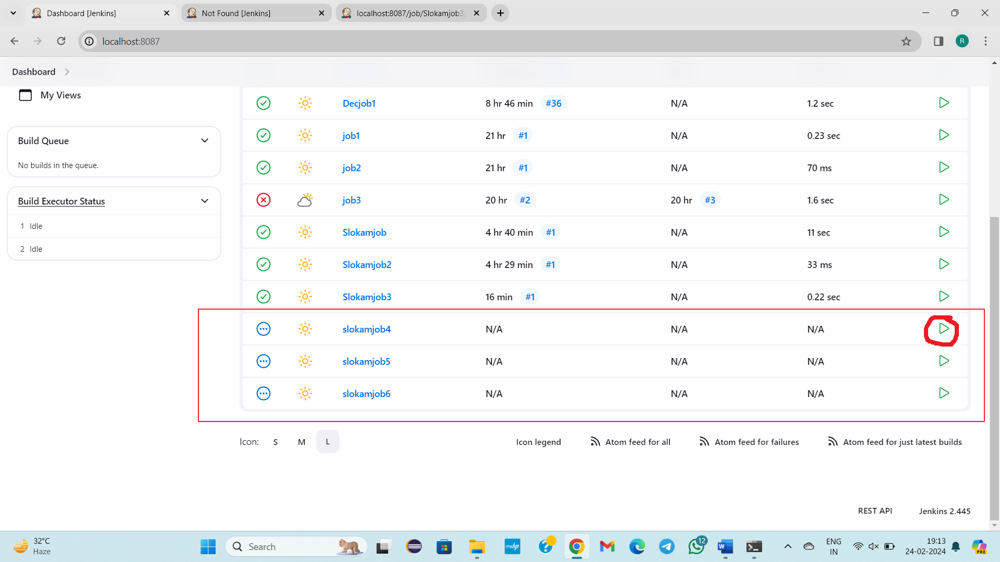 Dashboard [Jenkins]
Not Found [Jenkins]
localhost:8087/job/Slokamjob3/
localhost:8087
R
Dashboard
My Views
Build Queue
No builds in the queue.
Build Executor Status
1 Idle
2 Idle
Decjob1 8 hr 46 min #36 N/A 1.2 sec
job1 21 hr #1 N/A 0.23 sec
job2 21 hr #1 N/A 70 ms
job3 20 hr #2 20 hr #3 1.6 sec
Slokamjob 4 hr 40 min #1 N/A 11 sec
Slokamjob2 4 hr 29 min #1 N/A 33 ms
Slokamjob3 16 min #1 N/A 0.22 sec
slokamjob4 N/A N/A N/A
slokamjob5 N/A N/A N/A
slokamjob6 N/A N/A N/A
Icon: S M L
Icon legend
Atom feed for all
Atom feed for failures
Atom feed for just latest builds
REST API
Jenkins 2.445
32°C
Haze
Search
myhp
12
W
ENG
IN
19:13
24-02-2024
PRE